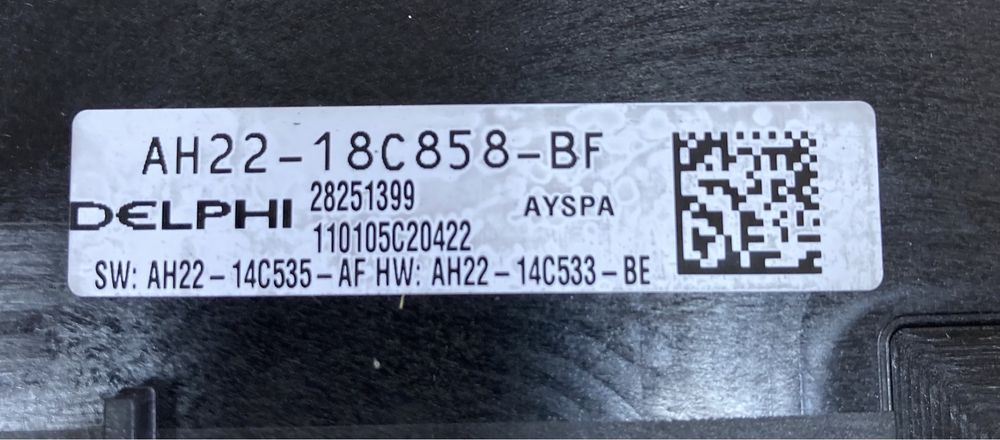 AH22-18C858-BF
DELPHI 28251399 AYSPA
110105C20422
SW: AH22-14C535-AF HW: AH22-14C533-BE